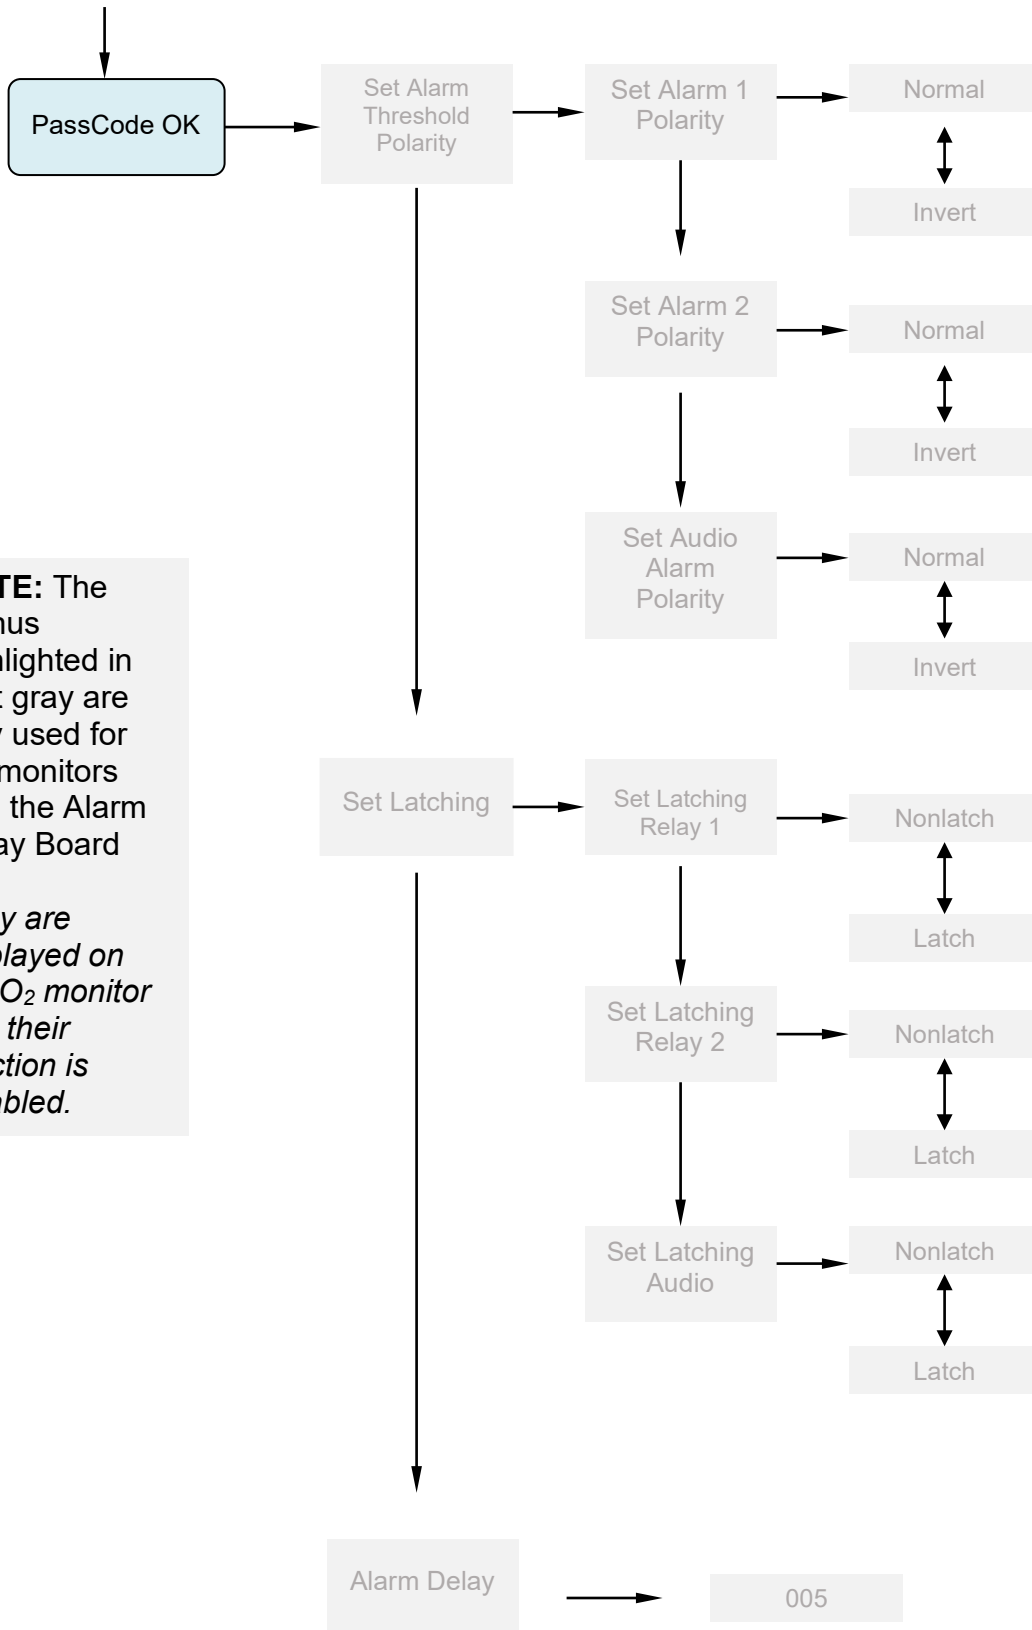 PassCode OK
Set Alarm
Threshold
Polarity
Set Alarm 1
Polarity
Normal
Invert
Set Alarm 2
Polarity
Normal
Invert
Set Audio
Alarm
Polarity
Normal
Invert
TE: The
nus
hlighted in
t gray are
y used for
monitors
the Alarm
ay Board
y are
played on
O₂ monitor
their
ction is
abled.
Set Latching
Set Latching
Relay 1
Nonlatch
Latch
Set Latching
Relay 2
Nonlatch
Latch
Set Latching
Audio
Nonlatch
Latch
Alarm Delay
005